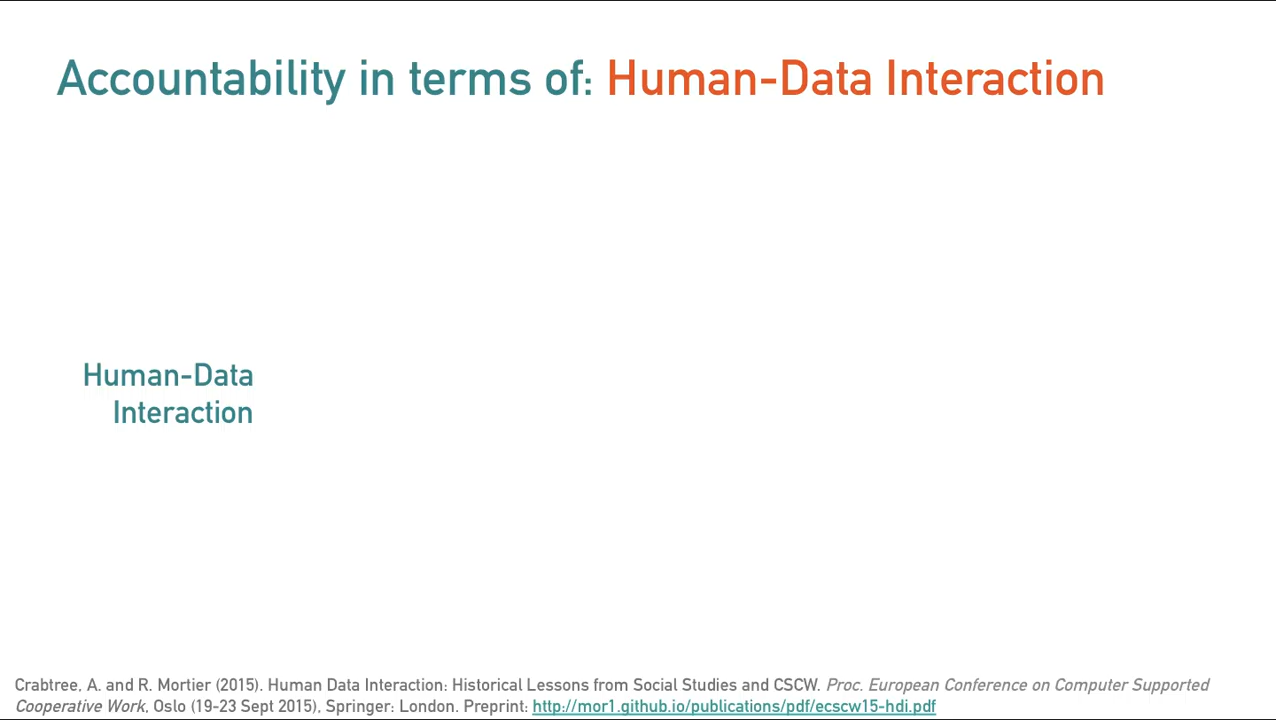 Accountability in terms of: Human-Data Interaction
Human-Data
Interaction
Crabtree, A. and R. Mortier (2015). Human Data Interaction: Historical Lessons from Social Studies and CSCW. Proc. European Conference on Computer Supported
Cooperative Work, Oslo (19-23 Sept 2015), Springer: London. Preprint: http://mor1.github.io/publications/pdf/ecscw15-hdi.pdf